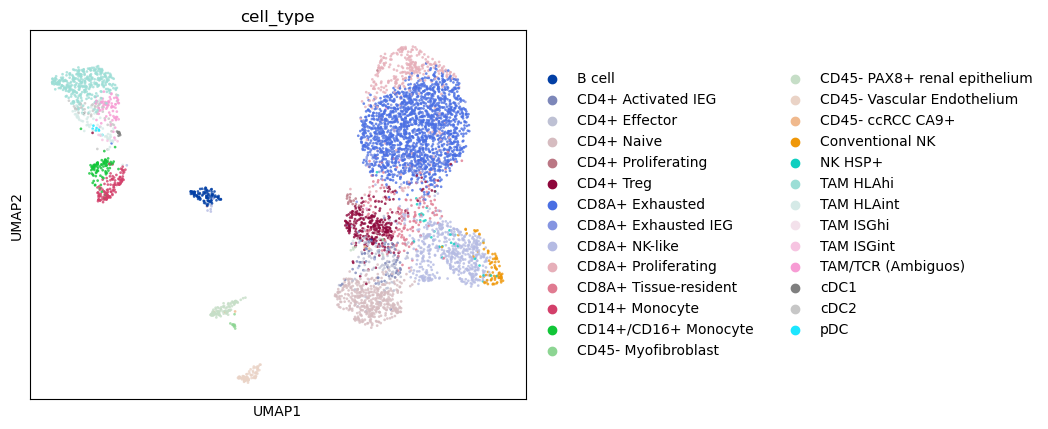 cell_type
UMAP2
UMAP1
B cell
CD4+ Activated IEG
CD4+ Effector
CD4+ Naive
CD4+ Proliferating
CD4+ Treg
CD8A+ Exhausted
CD8A+ Exhausted IEG
CD8A+ NK-like
CD8A+ Proliferating
CD8A+ Tissue-resident
CD14+ Monocyte
CD14+/CD16+ Monocyte
CD45- Myofibroblast
CD45- PAX8+ renal epithelium
CD45- Vascular Endothelium
CD45- ccRCC CA9+
Conventional NK
NK HSP+
TAM HLAhi
TAM HLAint
TAM ISGhi
TAM ISGint
TAM/TCR (Ambiguos)
cDC1
cDC2
pDC